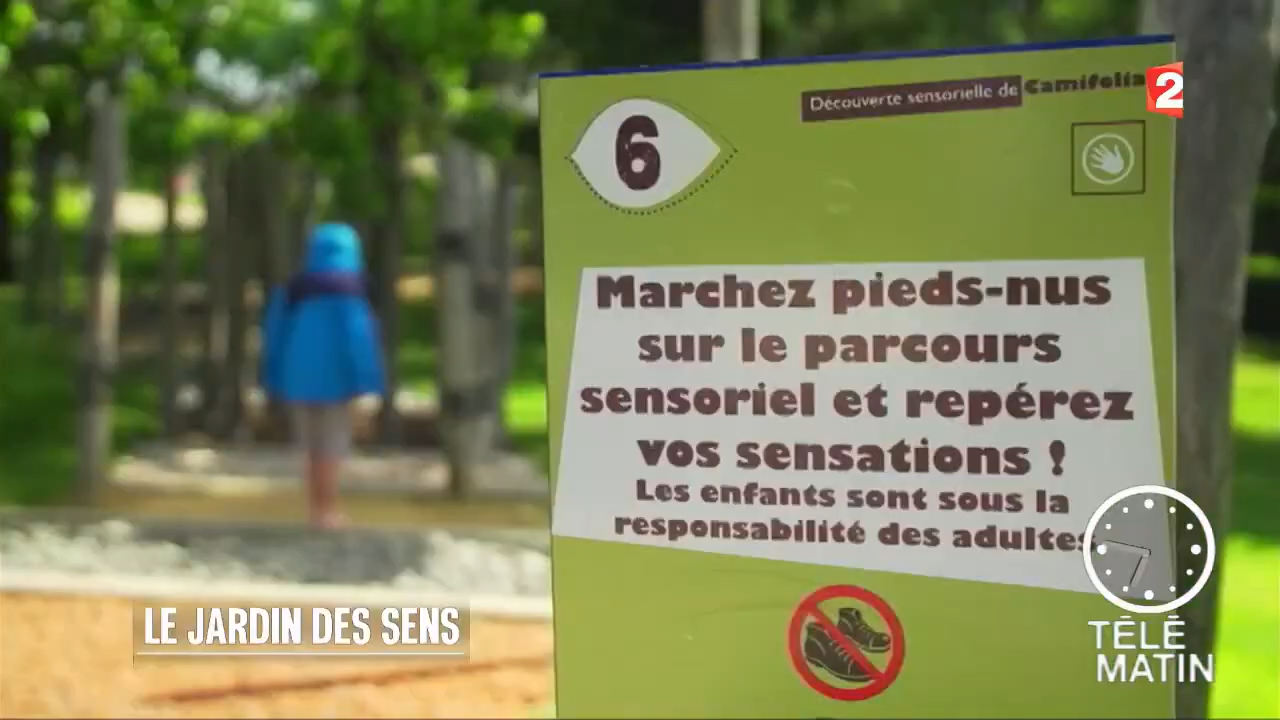 Découverte sensorielle de Camifolia
2
6
Marchez pieds-nus
sur le parcours
sensoriel et repérez
vos sensations !
Les enfants sont sous la
responsabilité des adultes
LE JARDIN DES SENS
TÉLÉ
MATIN